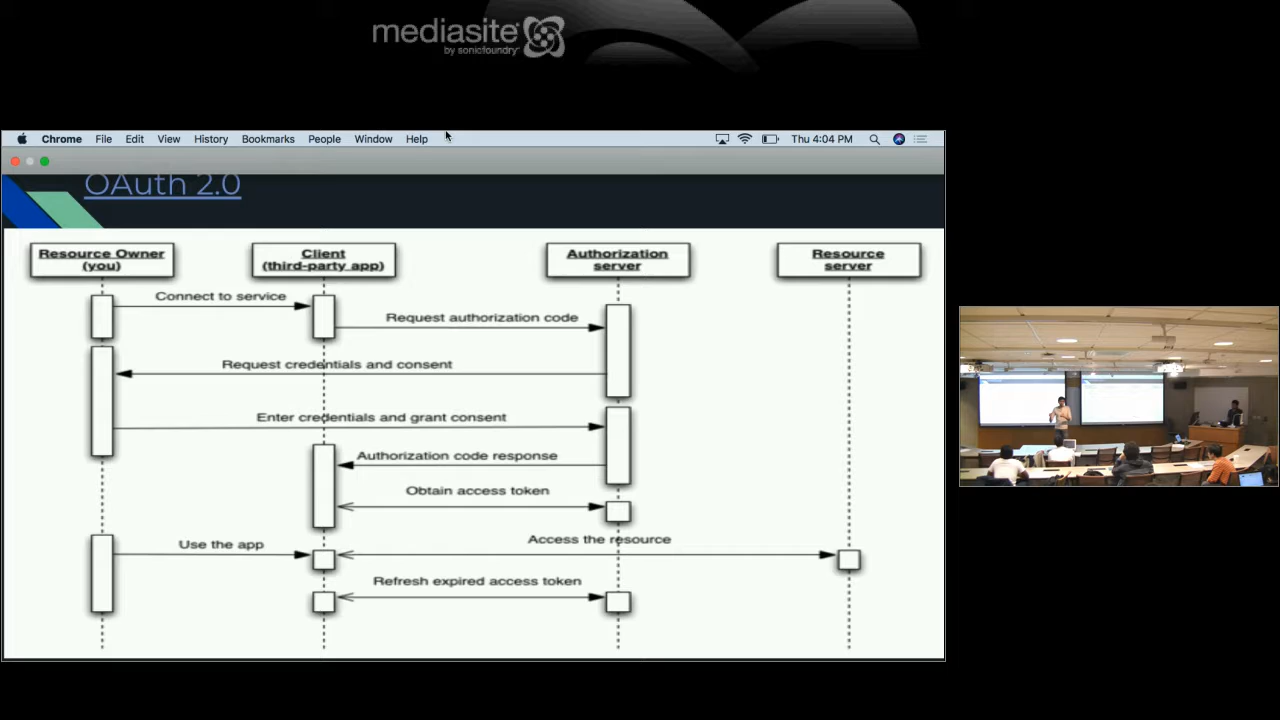 mediasite
by sonicfoundry
Chrome File Edit View History Bookmarks People Window Help Thu 4:04 PM
OAuth 2.0
Resource Owner
(you)
Client
(third-party app)
Authorization
server
Resource
server
Connect to service
Request authorization code
Request credentials and consent
Enter credentials and grant consent
Authorization code response
Obtain access token
Use the app
Access the resource
Refresh expired access token